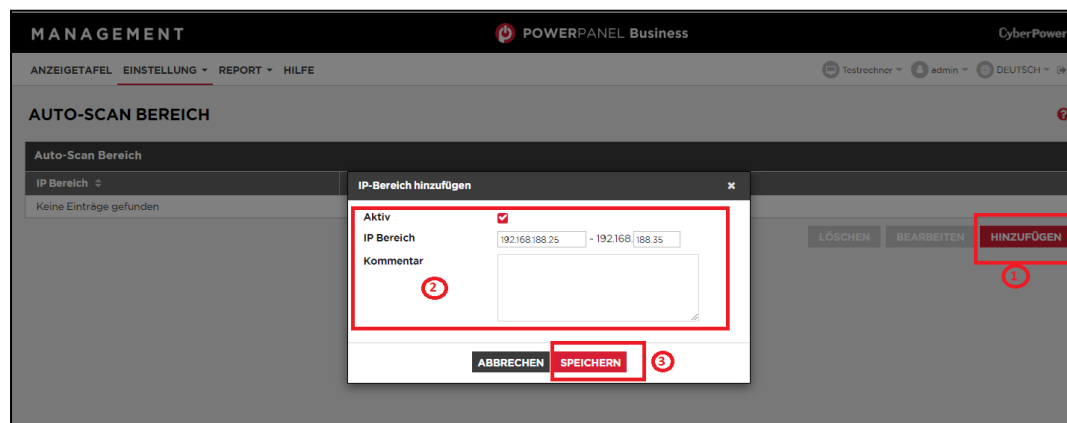 MANAGEMENT
POWERPANEL Business
CyberPower
ANZEIGETAFEL EINSTELLUNG REPORT HILFE
Testrechner admin DEUTSCH
AUTO-SCAN BEREICH
?
Auto-Scan Bereich
IP Bereich
Keine Einträge gefunden
IP-Bereich hinzufügen
Aktiv
IP Bereich 192.168.188.25 - 192.168. 188.35
Kommentar
2
ABBRECHEN SPEICHERN
3
LÖSCHEN BEARBEITEN HINZUFÜGEN
1